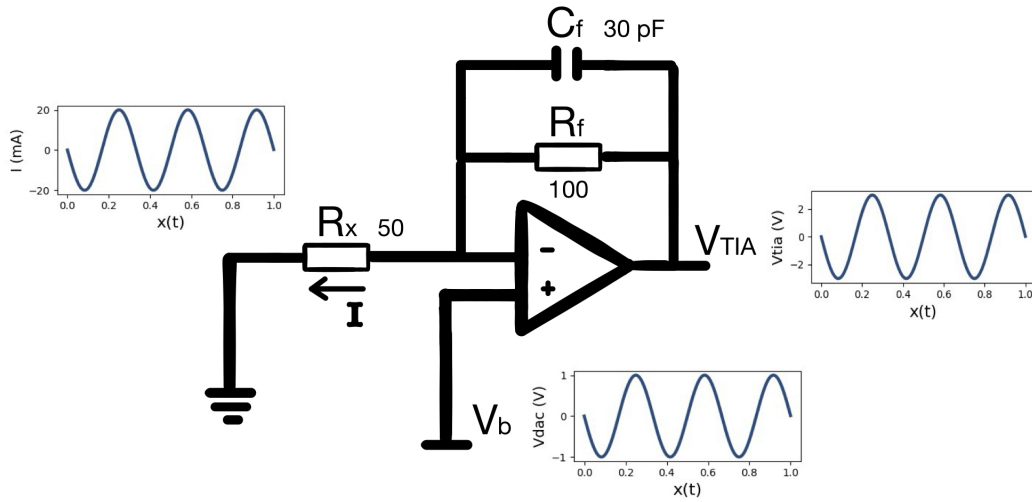 Cf 30 pF
Rf
100
I (mA)
20
0
−20
0.0 0.2 0.4 0.6 0.8 1.0
x(t)
Rx 50
I
−
+
VTIA
Vtia (V)
2
0
−2
0.0 0.2 0.4 0.6 0.8 1.0
x(t)
Vb
Vdac (V)
1
0
−1
0.0 0.2 0.4 0.6 0.8 1.0
x(t)